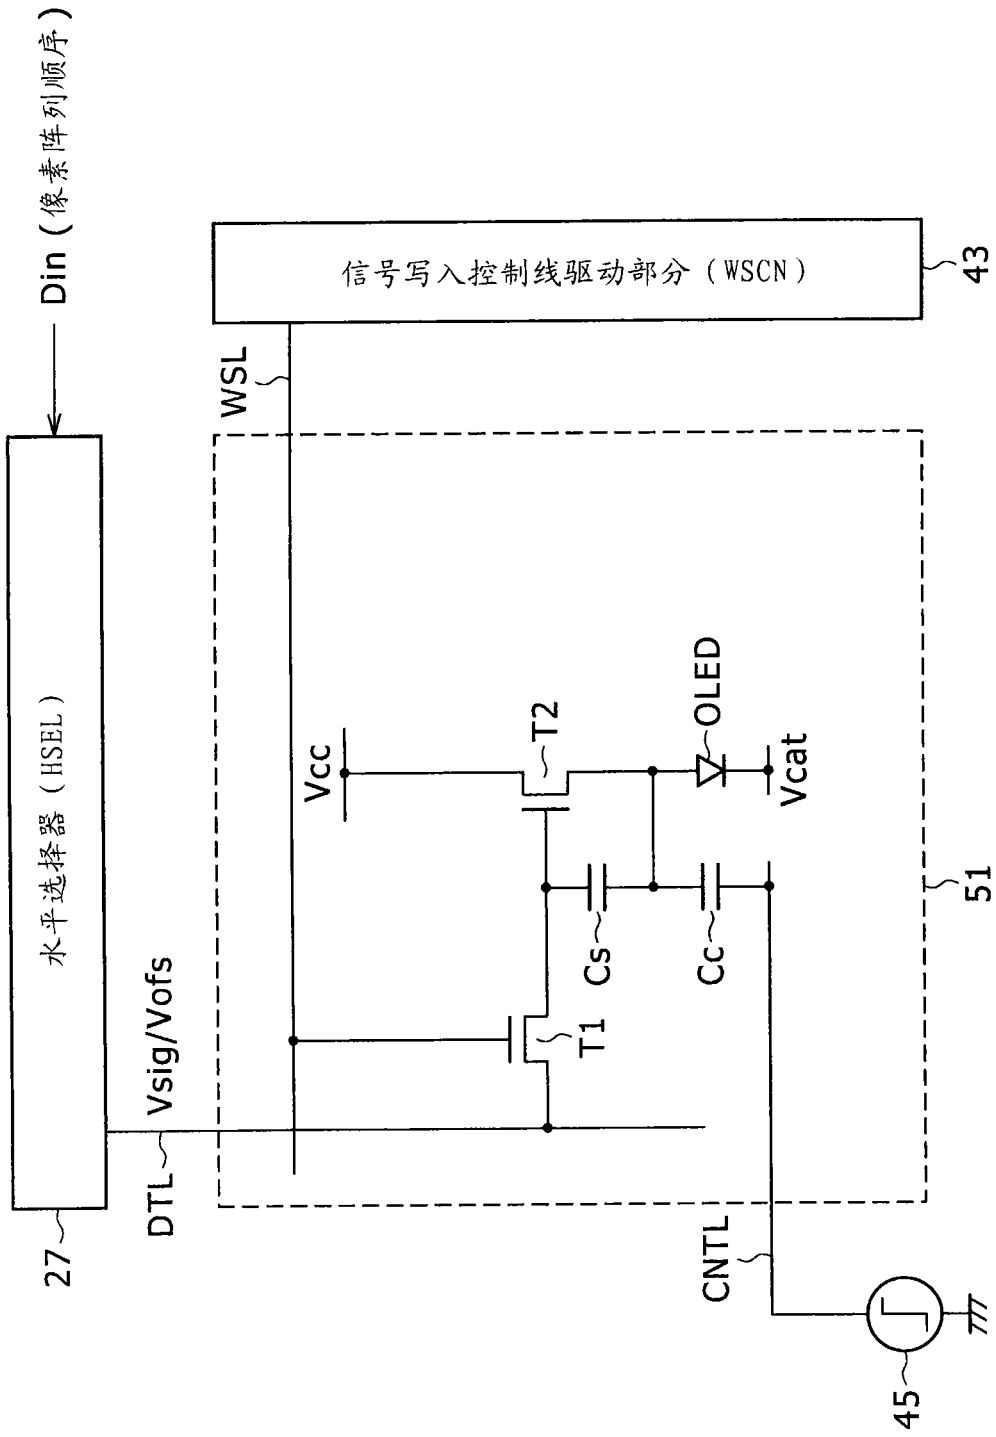 Din（像素阵列顺序）
水平选择器（HSEL）
27
DTL
Vsig/Vofs
WSL
信号写入控制线驱动部分（WSCN）
43
Vcc
T2
T1
Cs
Cc
OLED
Vcat
51
CNTL
45